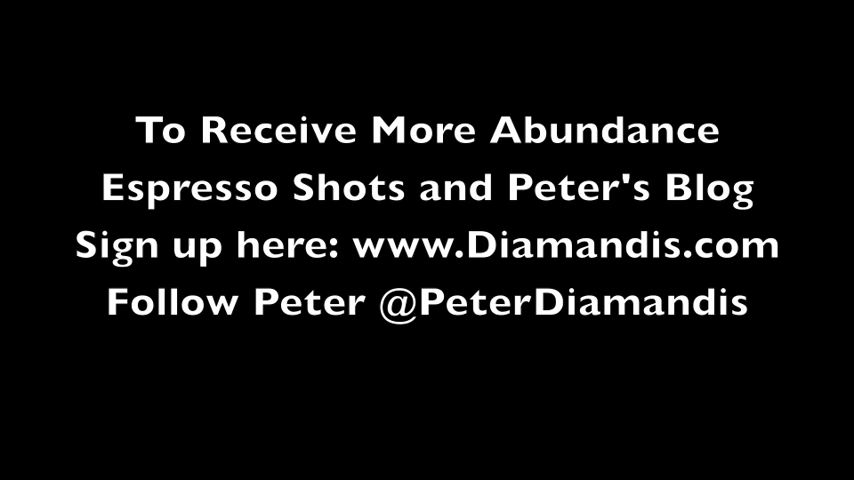 To Receive More Abundance
Espresso Shots and Peter's Blog
Sign up here: www.Diamandis.com
Follow Peter @PeterDiamandis